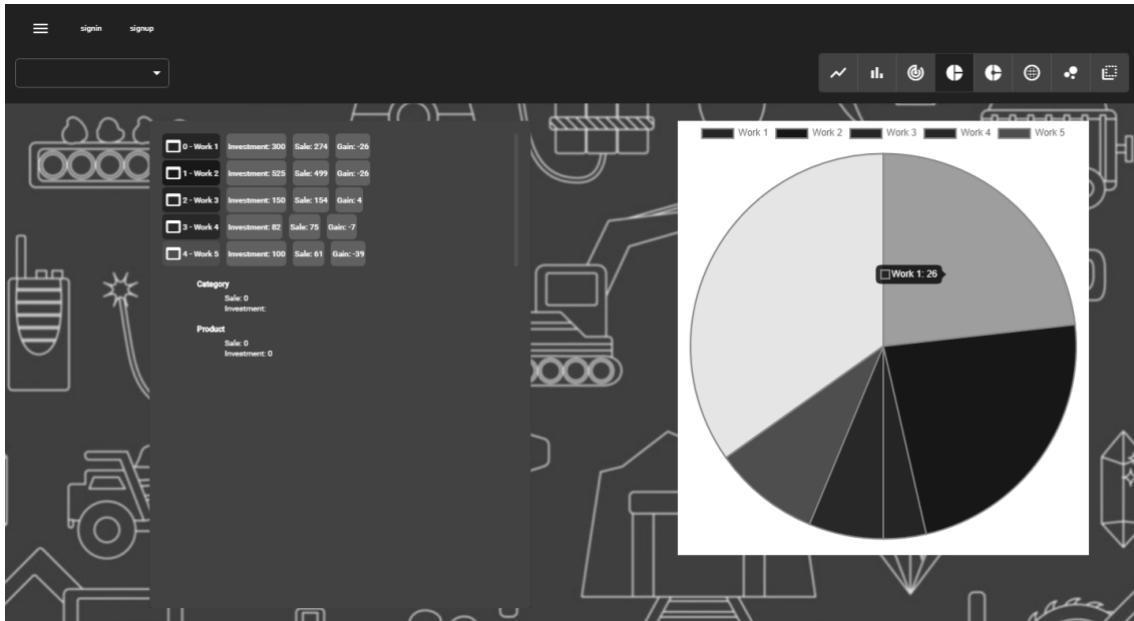 signin signup
0 - Work 1 Investment: 300 Sale: 274 Gain: -26
1 - Work 2 Investment: 525 Sale: 499 Gain: -26
2 - Work 3 Investment: 150 Sale: 154 Gain: 4
3 - Work 4 Investment: 82 Sale: 75 Gain: -7
4 - Work 5 Investment: 100 Sale: 61 Gain: -39
Category
Sale: 0
Investment:
Product
Sale: 0
Investment: 0
Work 1 Work 2 Work 3 Work 4 Work 5
Work 1: 26